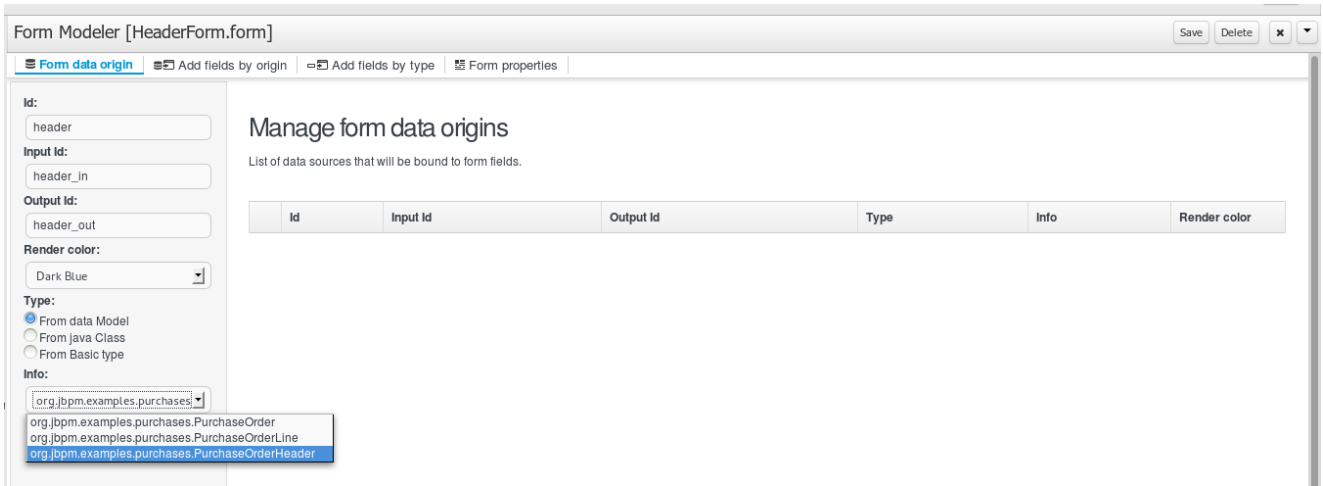 Form Modeler [HeaderForm.form]
Save Delete
Form data origin Add fields by origin Add fields by type Form properties
Id:
header
Input Id:
header_in
Output Id:
header_out
Render color:
Dark Blue
Type:
From data Model
From java Class
From Basic type
Info:
org.jbpm.examples.purchases
org.jbpm.examples.purchases.PurchaseOrder
org.jbpm.examples.purchases.PurchaseOrderLine
org.jbpm.examples.purchases.PurchaseOrderHeader
Manage form data origins
List of data sources that will be bound to form fields.
Id Input Id Output Id Type Info Render color